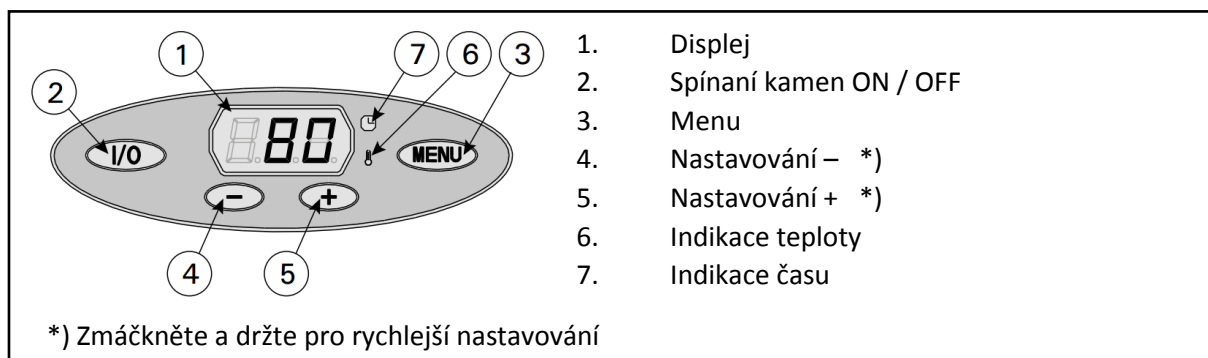 1 7 6 3
2
I/O 80 MENU
− +
4 5
1. Displej
2. Spínaní kamen ON / OFF
3. Menu
4. Nastavování – *)
5. Nastavování + *)
6. Indikace teploty
7. Indikace času
*) Zmáčkněte a držte pro rychlejší nastavování